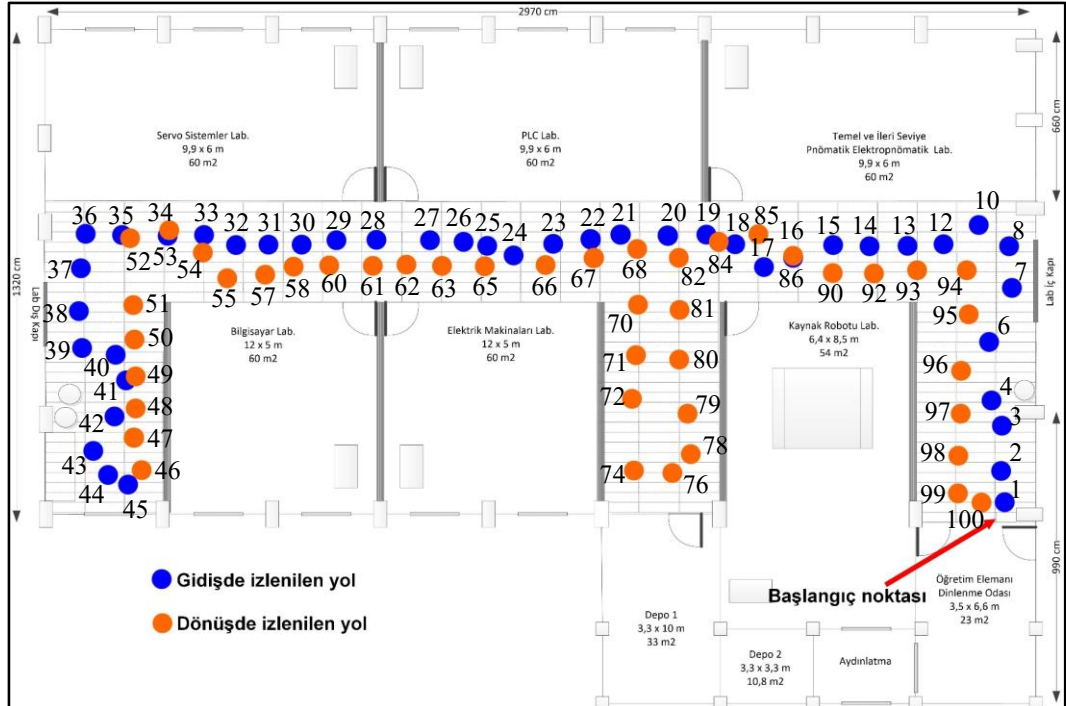 2970 cm
1320 cm
660 cm
Servo Sistemler Lab.
9,9 x 6 m
60 m2
PLC Lab.
9,9 x 6 m
60 m2
Temel ve İleri Seviye
Pnömatik Elektropnömatik Lab.
9,9 x 6 m
60 m2
36 35 34 33 32 31 30 29 28 27 26 25 24 23 22 21 20 19 18 85 17 16 15 14 13 12 10 8
52 53 54 55 57 58 60 61 62 63 65 66 67 68 82 84 86 90 92 93 94 7
37
38
39
40
41
42
43
44
45
51
50
49
48
47
46
70
71
72
74
81
80
79
78
76
95
96
97
98
99
100
6
4
3
2
1
Lab Dış Kapı
Lab İç Kapı
Bilgisayar Lab.
12 x 5 m
60 m2
Elektrik Makinaları Lab.
12 x 5 m
60 m2
Kaynak Robotu Lab.
6,4 x 8,5 m
54 m2
990 cm
Gidişde izlenilen yol
Dönüşde izlenilen yol
Başlangıç noktası
Öğretim Elemanı
Dinlenme Odası
3,5 x 6,6 m
23 m2
Depo 1
3,3 x 10 m
33 m2
Depo 2
3,3 x 3,3 m
10,8 m2
Aydınlatma